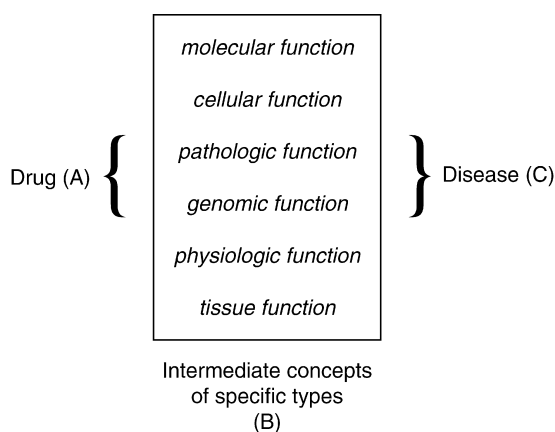 molecular function
cellular function
pathologic function
Drug (A)
Disease (C)
genomic function
physiologic function
tissue function
Intermediate concepts
of specific types
(B)